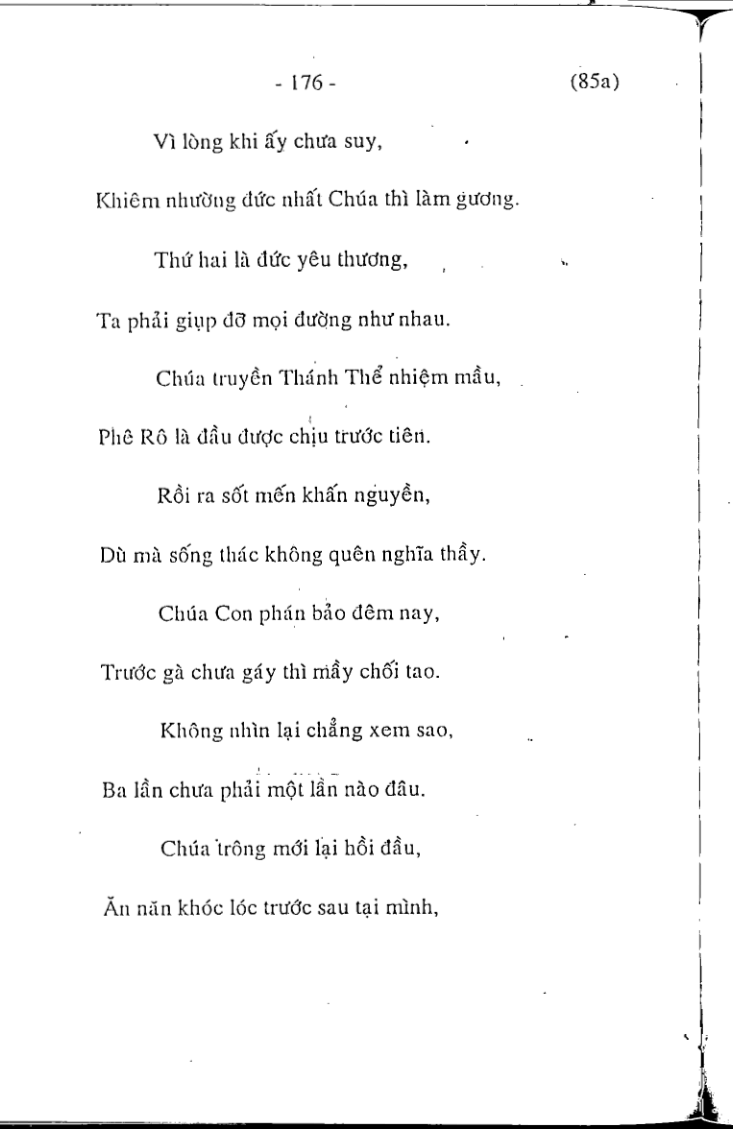 - 176 - (85a)
Vì lòng khi ấy chưa suy,
Khiêm nhường đức nhất Chúa thì làm gương.
Thứ hai là đức yêu thương,
Ta phải giụp đỡ mọi đường như nhau.
Chúa truyền Thánh Thể nhiệm mầu,
Phê Rô là đầu được chịu trước tiên.
Rồi ra sốt mến khấn nguyền,
Dù mà sống thác không quên nghĩa thầy.
Chúa Con phán bảo đêm nay,
Trước gà chưa gáy thì mầy chối tao.
Không nhìn lại chẳng xem sao,
Ba lần chưa phải một lần nào đâu.
Chúa trông mới lại hồi đầu,
Ăn năn khóc lóc trước sau tại mình,